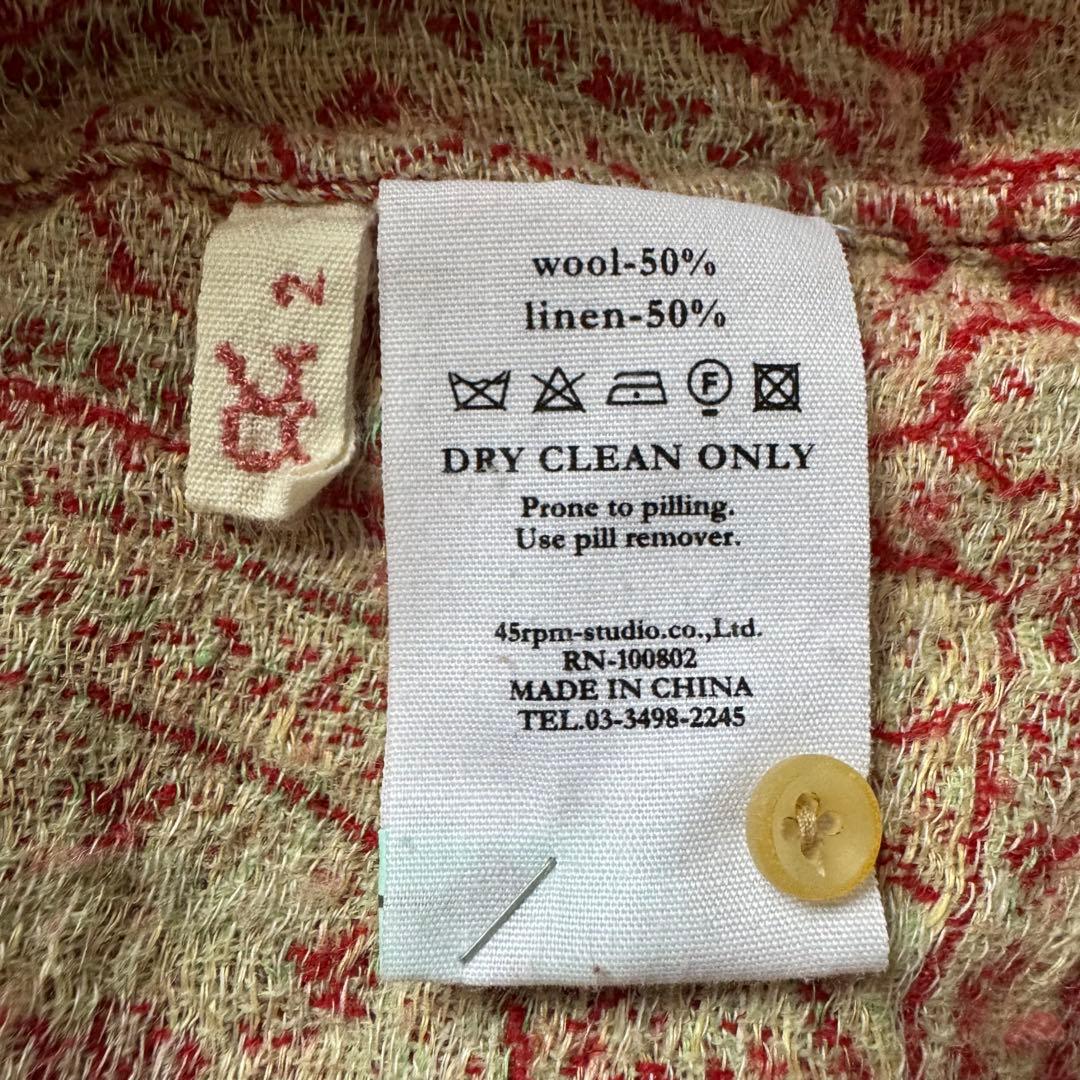 2
R
wool-50%
linen-50%
F
DRY CLEAN ONLY
Prone to pilling.
Use pill remover.
45rpm-studio.co.,Ltd.
RN-100802
MADE IN CHINA
TEL.03-3498-2245